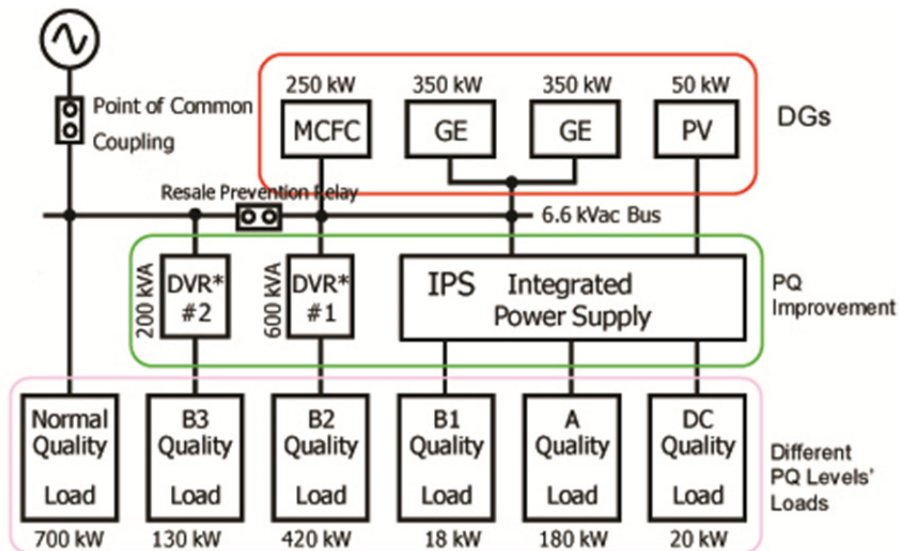 250 kW
350 kW
350 kW
50 kW
Point of Common
Coupling
MCFC
GE
GE
PV
DGs
Resale Prevention Relay
6.6 kVac Bus
200 kVA
DVR*
#2
600 kVA
DVR*
#1
IPS Integrated
Power Supply
PQ
Improvement
Normal
Quality
Load
B3
Quality
Load
B2
Quality
Load
B1
Quality
Load
A
Quality
Load
DC
Quality
Load
Different
PQ Levels'
Loads
700 kW
130 kW
420 kW
18 kW
180 kW
20 kW